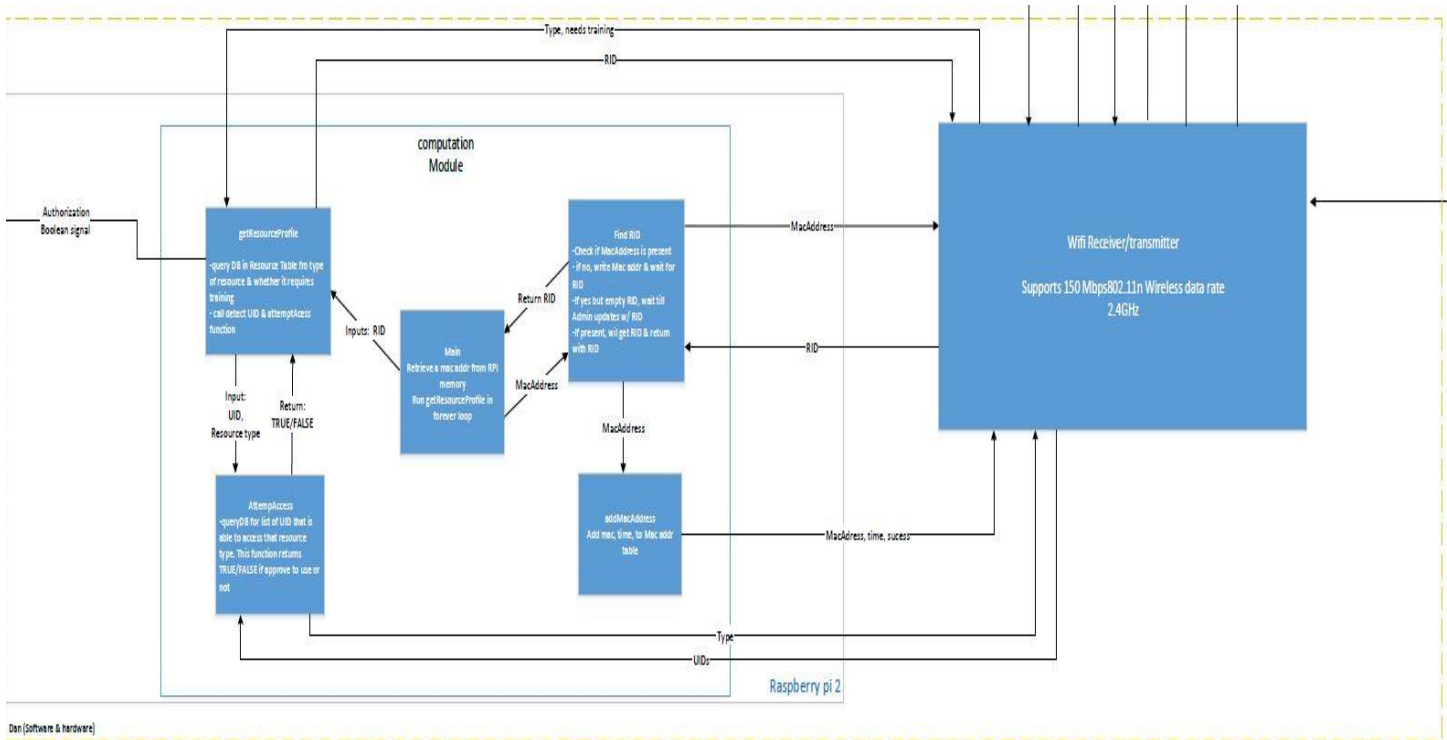 Type, needs training
RID
computation
Module
Authorization
Boolean signal
getResourceProfile
-query DB in Resource Table fro type
of resource & whether it requires
training
- call detect UID & attemptAcess
function
Inputs: RID
Return RID
MacAddress
Main
Retrieve a mac addr from RPI
memory
Run getResourceProfile in
forever loop
Find RID
-Check if MacAddress is present
- if no, write Mac addr & wait for
RID
-If yes but empty RID, wait till
Admin updates w/ RID
-If present, wil get RID & return
with RID
MacAddress
RID
Wifi Receiver/transmitter
Supports 150 Mbps802.11n Wireless data rate
2.4GHz
Input:
UID,
Resource type
Return:
TRUE/FALSE
MacAddress
AttempAccess
-queryDB for list of UID that is
able to access that resource
type. This function returns
TRUE/FALSE if approve to use or
not
addMacAddress
Add mac, time, to Mac addr
table
MacAdress, time, sucess
Type
UIDs
Raspberry pi 2
Dan (Software & hardware)